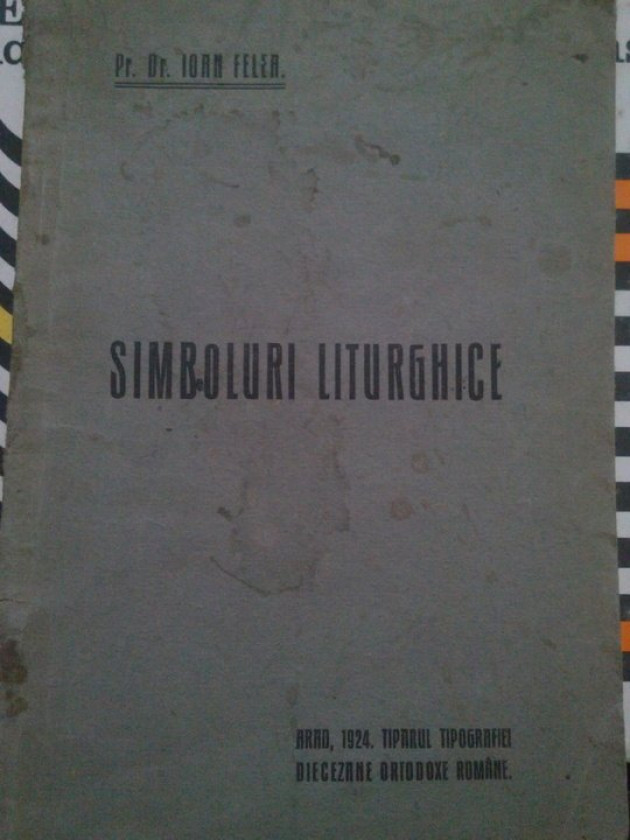 Pr. Dr. IOAN FELEA.
SIMBOLURI LITURGHICE
ARAD, 1924. TIPARUL TIPOGRAFIEI
DIECEZANE ORTODOXE ROMÂNE.